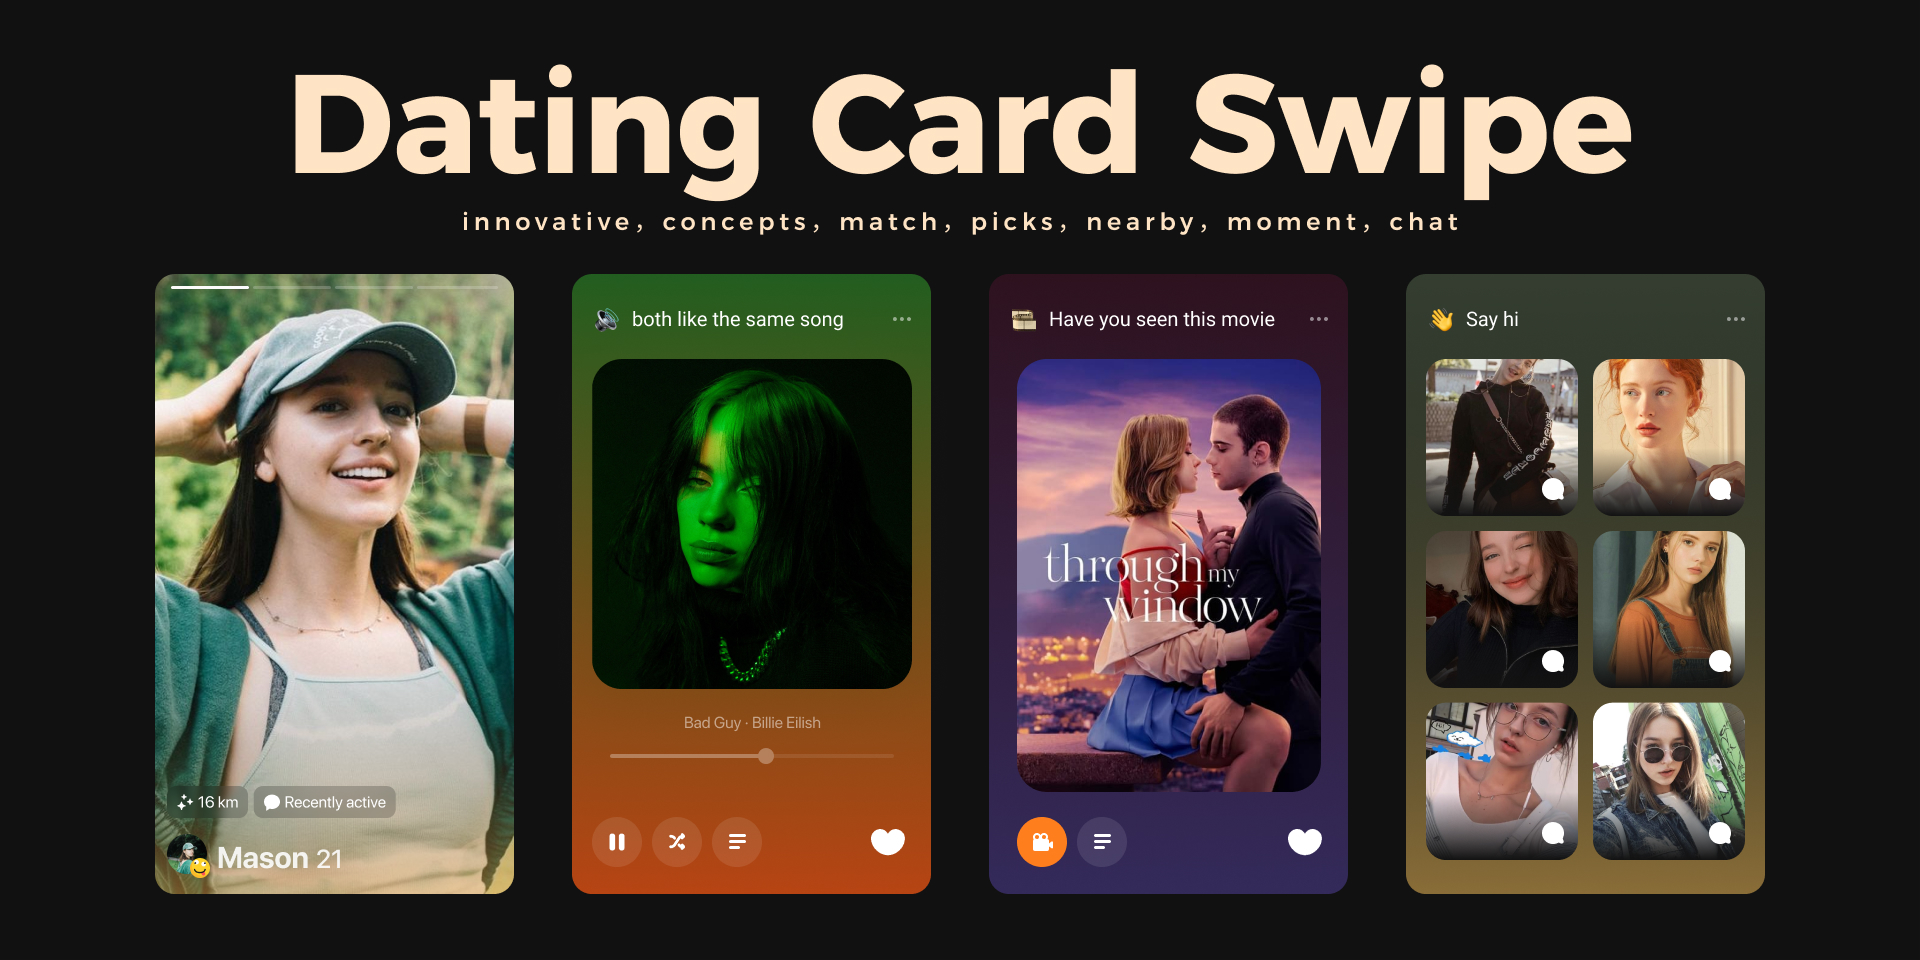 Dating Card Swipe
innovative, concepts, match, picks, nearby, moment, chat
16 km
Recently active
Mason 21
both like the same song
Bad Guy · Billie Eilish
Have you seen this movie
through my
window
Say hi